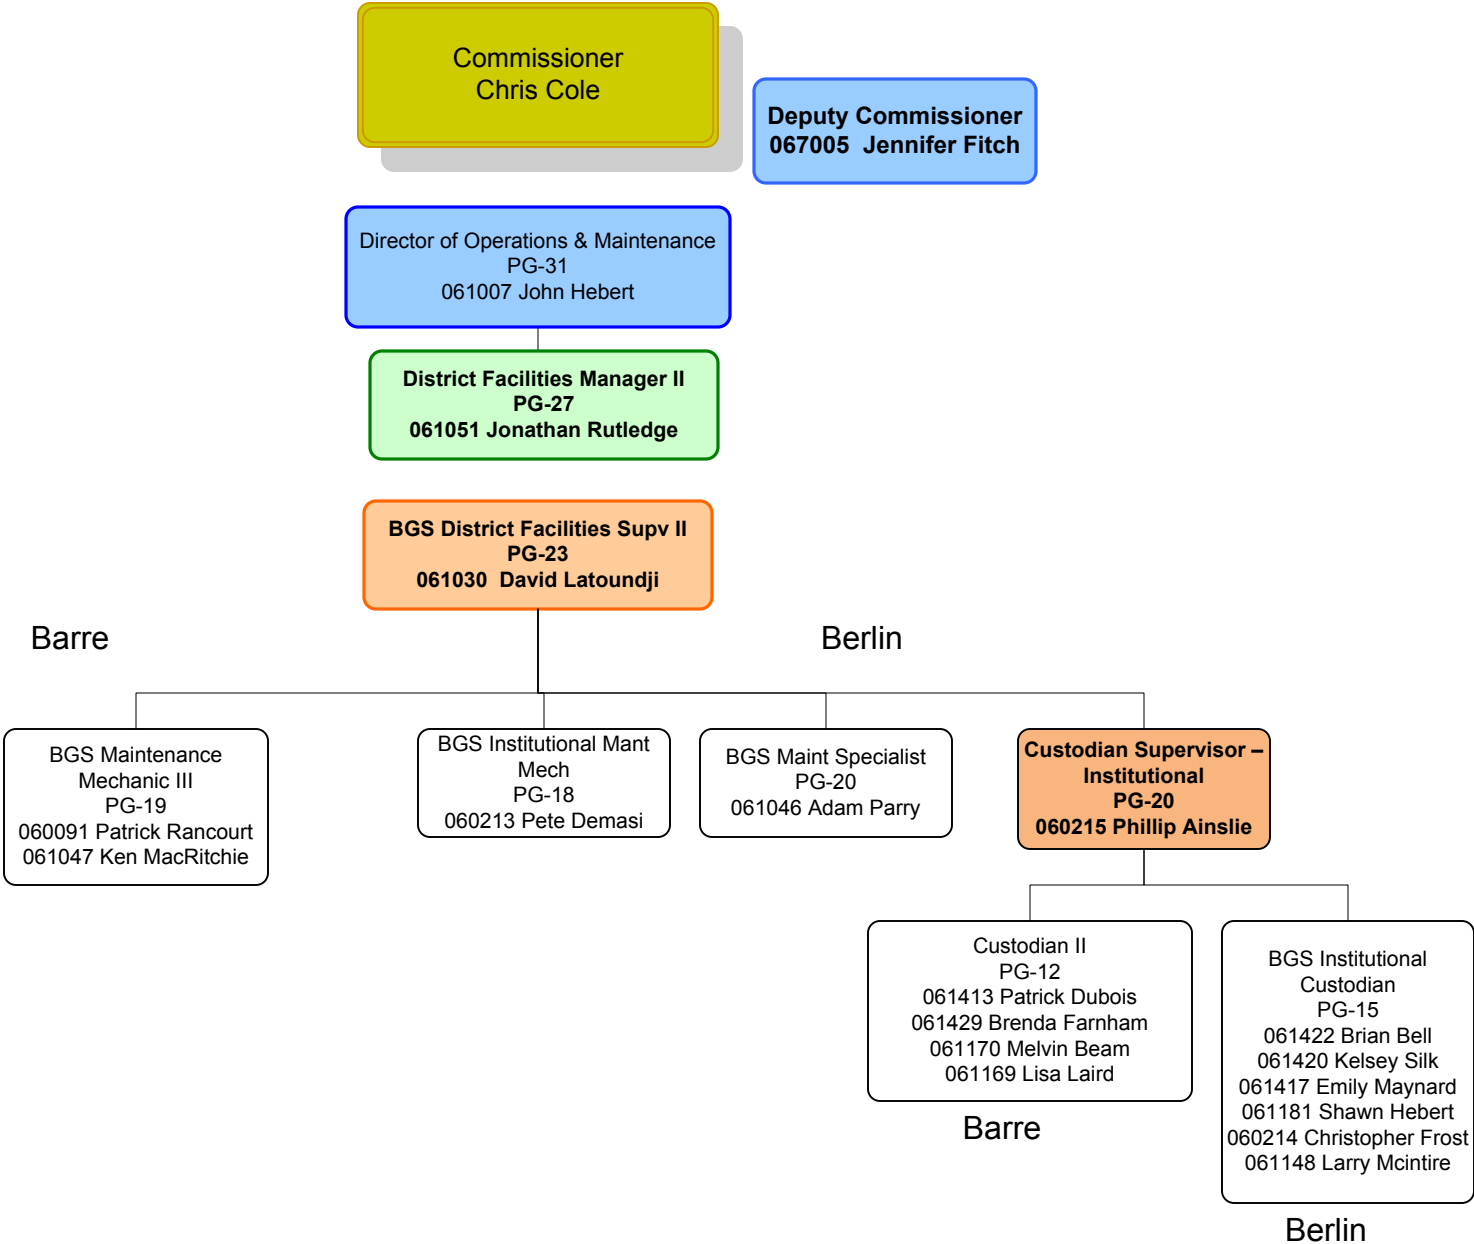 Commissioner
Chris Cole
Deputy Commissioner
067005  Jennifer Fitch
Director of Operations & Maintenance
PG-31
061007 John Hebert
District Facilities Manager II
PG-27
061051 Jonathan Rutledge
BGS District Facilities Supv II
PG-23
061030  David Latoundji
Barre
Berlin
BGS Maintenance
Mechanic III
PG-19
060091 Patrick Rancourt
061047 Ken MacRitchie
BGS Institutional Mant
Mech
PG-18
060213 Pete Demasi
BGS Maint Specialist
PG-20
061046 Adam Parry
Custodian Supervisor –
Institutional
PG-20
060215 Phillip Ainslie
Custodian II
PG-12
061413 Patrick Dubois
061429 Brenda Farnham
061170 Melvin Beam
061169 Lisa Laird
Barre
BGS Institutional
Custodian
PG-15
061422 Brian Bell
061420 Kelsey Silk
061417 Emily Maynard
061181 Shawn Hebert
060214 Christopher Frost
061148 Larry Mcintire
Berlin